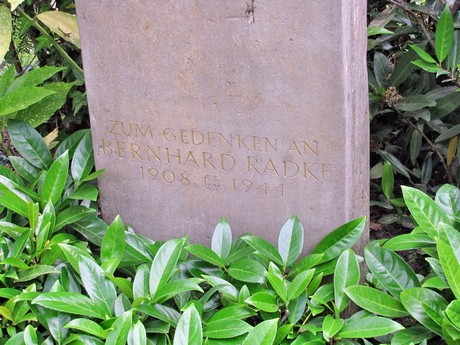 ZUM GEDENKEN AN
BERNHARD RADKE
1908 1944